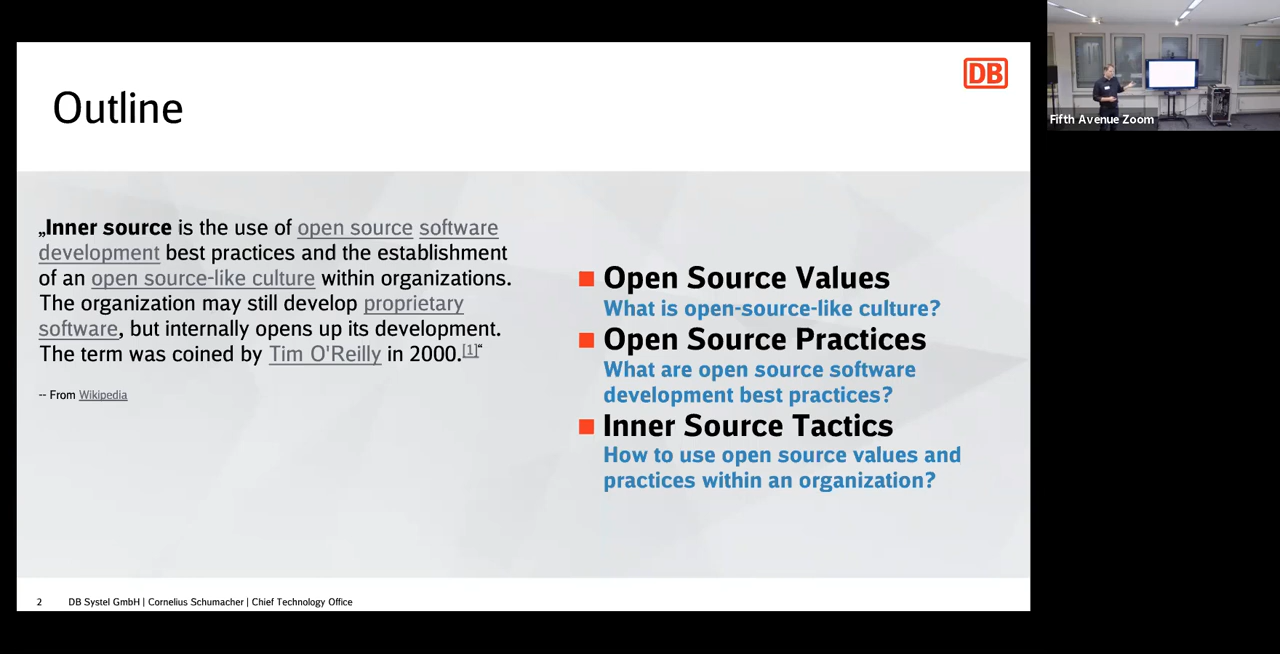 Outline
DB
„Inner source is the use of open source software
development best practices and the establishment
of an open source-like culture within organizations.
The organization may still develop proprietary
software, but internally opens up its development.
The term was coined by Tim O'Reilly in 2000.[1]“
-- From Wikipedia
Open Source Values
What is open-source-like culture?
Open Source Practices
What are open source software
development best practices?
Inner Source Tactics
How to use open source values and
practices within an organization?
2 DB Systel GmbH | Cornelius Schumacher | Chief Technology Office
Fifth Avenue Zoom